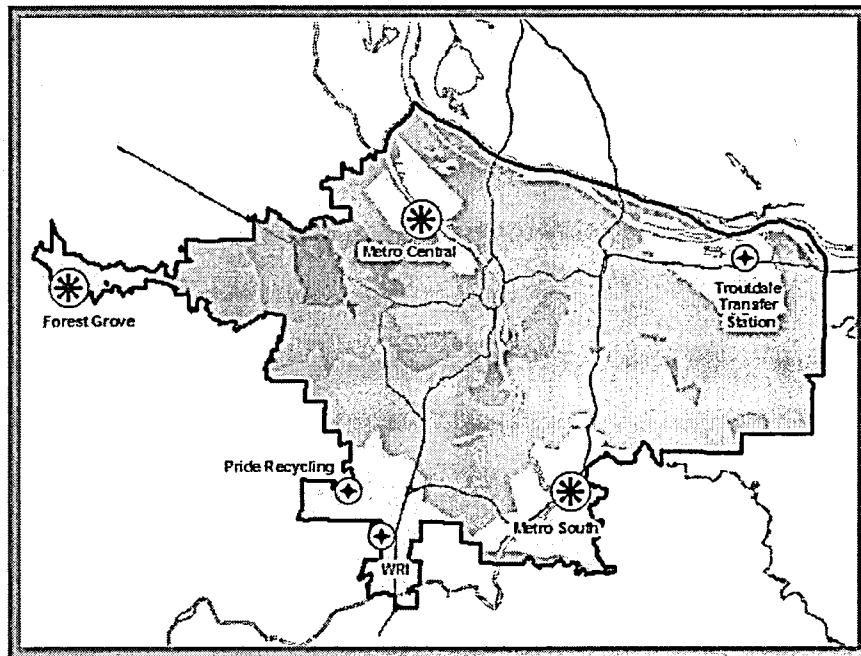 Metro Central
Forest Grove
Troutdale
Transfer
Station
Pride Recycling
Metro South
WRI